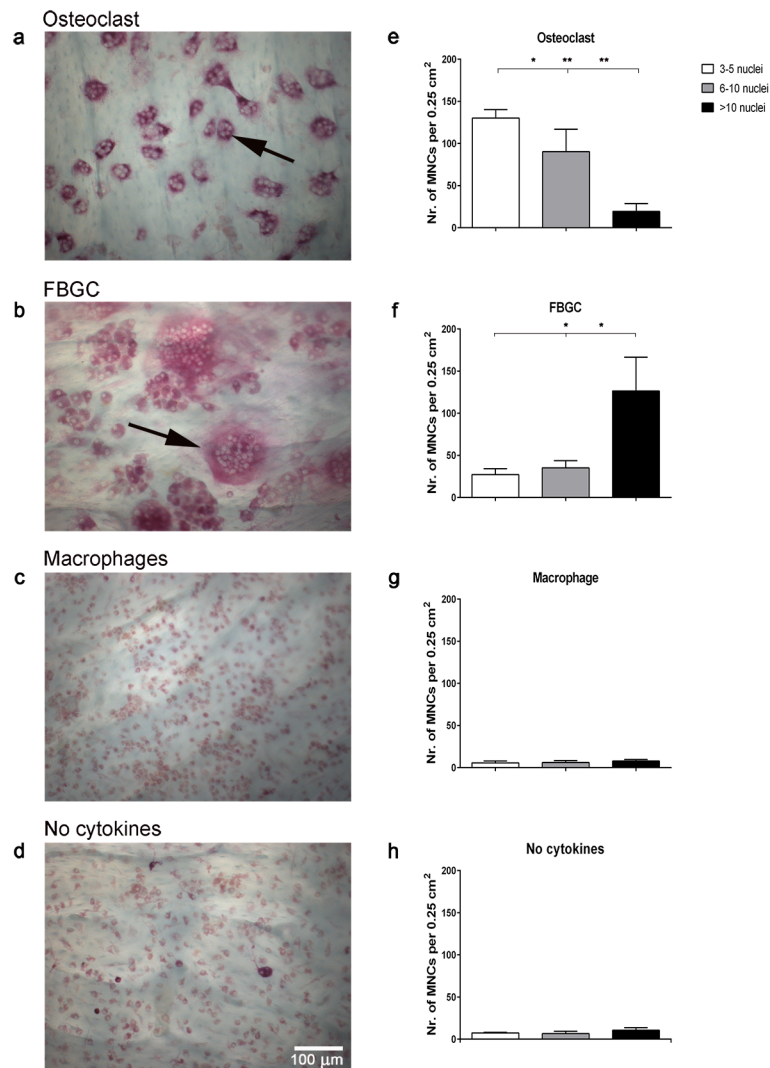 Osteoclast
a
FBGC
b
Macrophages
c
No cytokines
d
100 µm
e
Osteoclast
* ** **
Nr. of MNCs per 0.25 cm²
200
150
100
50
0
3-5 nuclei
6-10 nuclei
>10 nuclei
f
FBGC
* *
Nr. of MNCs per 0.25 cm²
200
150
100
50
0
g
Macrophage
Nr. of MNCs per 0.25 cm²
200
150
100
50
0
h
No cytokines
Nr. of MNCs per 0.25 cm²
200
150
100
50
0